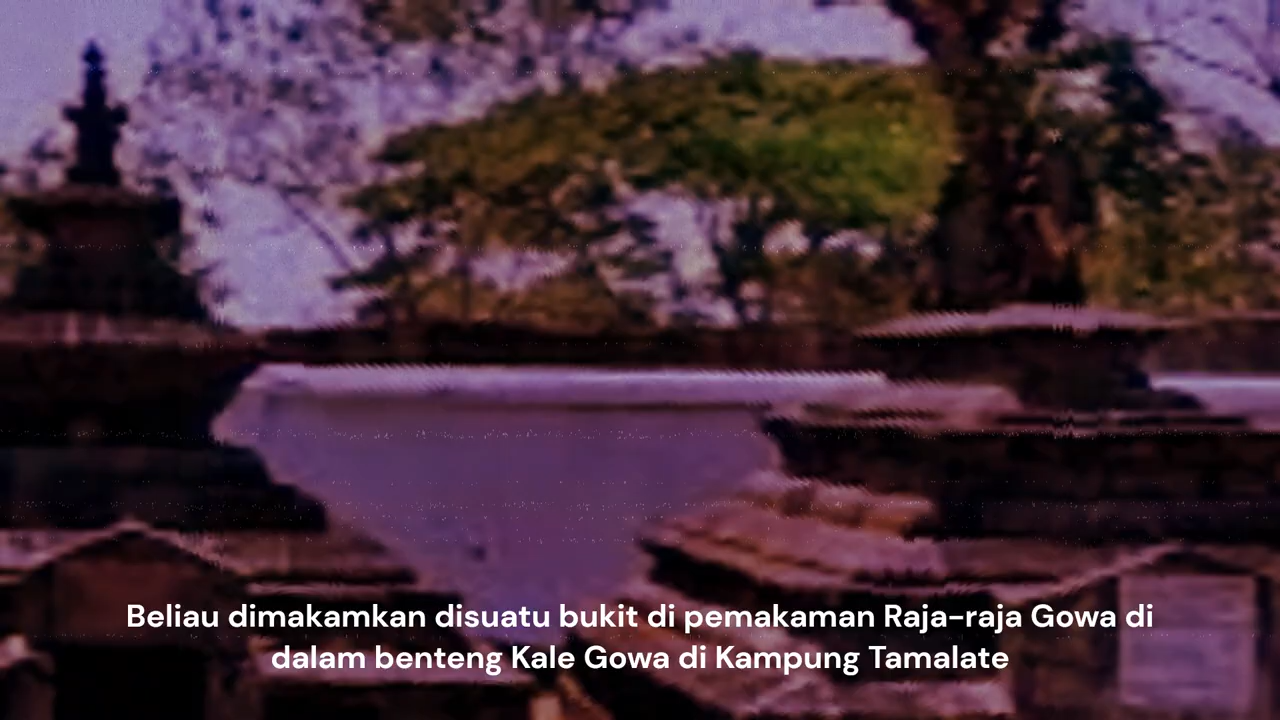 Beliau dimakamkan disuatu bukit di pemakaman Raja-raja Gowa di
dalam benteng Kale Gowa di Kampung Tamalate